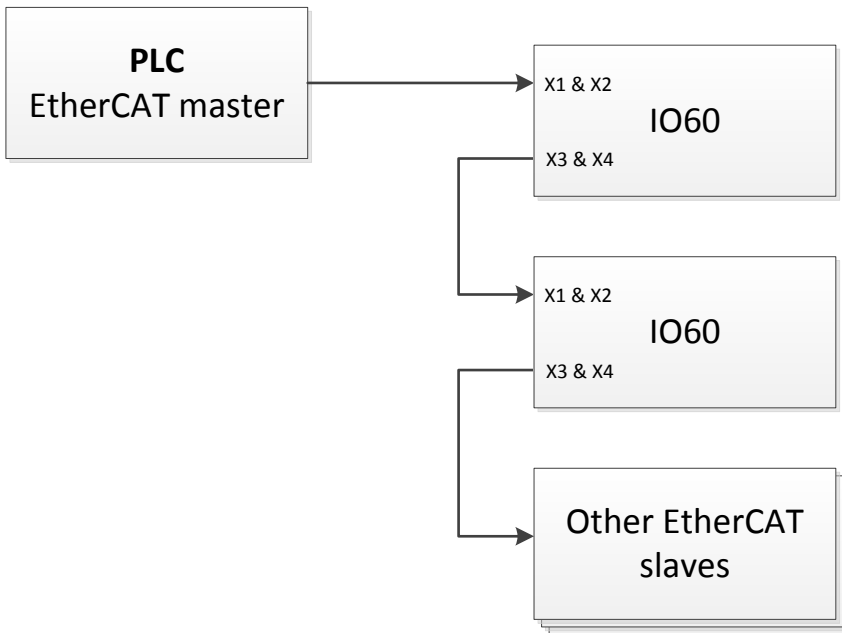 PLC
EtherCAT master
X1 & X2
IO60
X3 & X4
X1 & X2
IO60
X3 & X4
Other EtherCAT
slaves